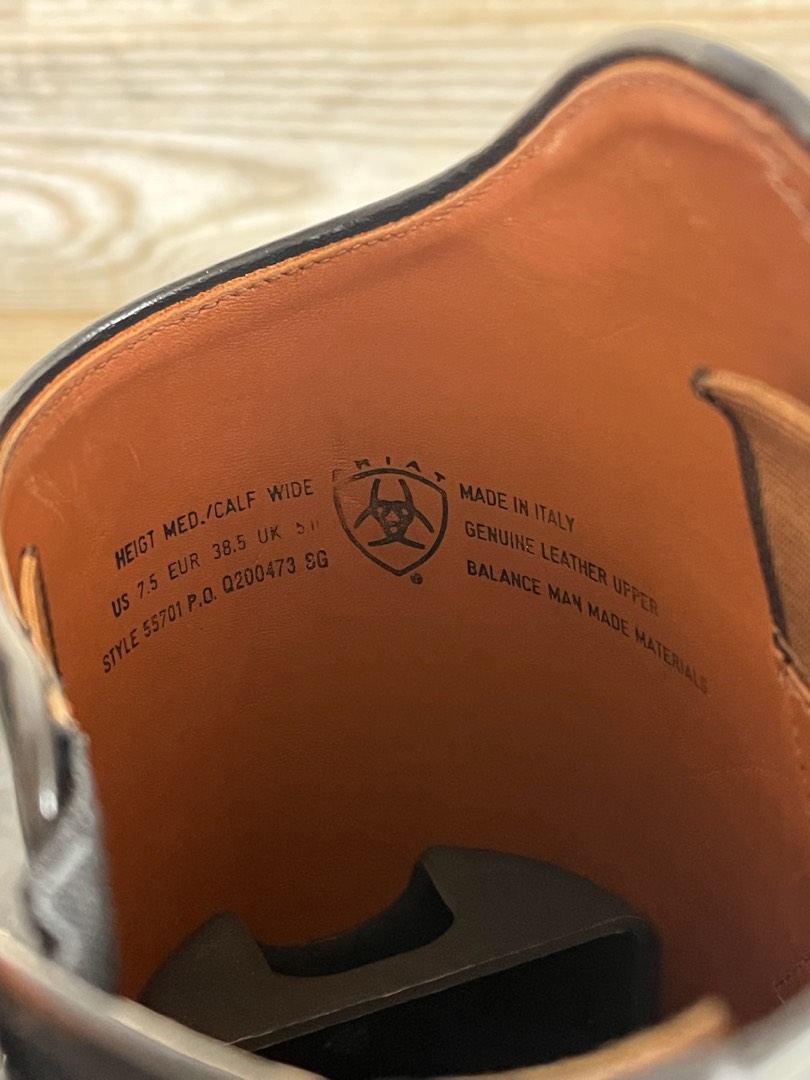 ARIAT
HEIGT MED./CALF WIDE
US 7.5 EUR 38.5 UK
STYLE 55701 P.O. Q200473 SG
®
MADE IN ITALY
GENUINE LEATHER UPPER
BALANCE MAN MADE MATERIALS